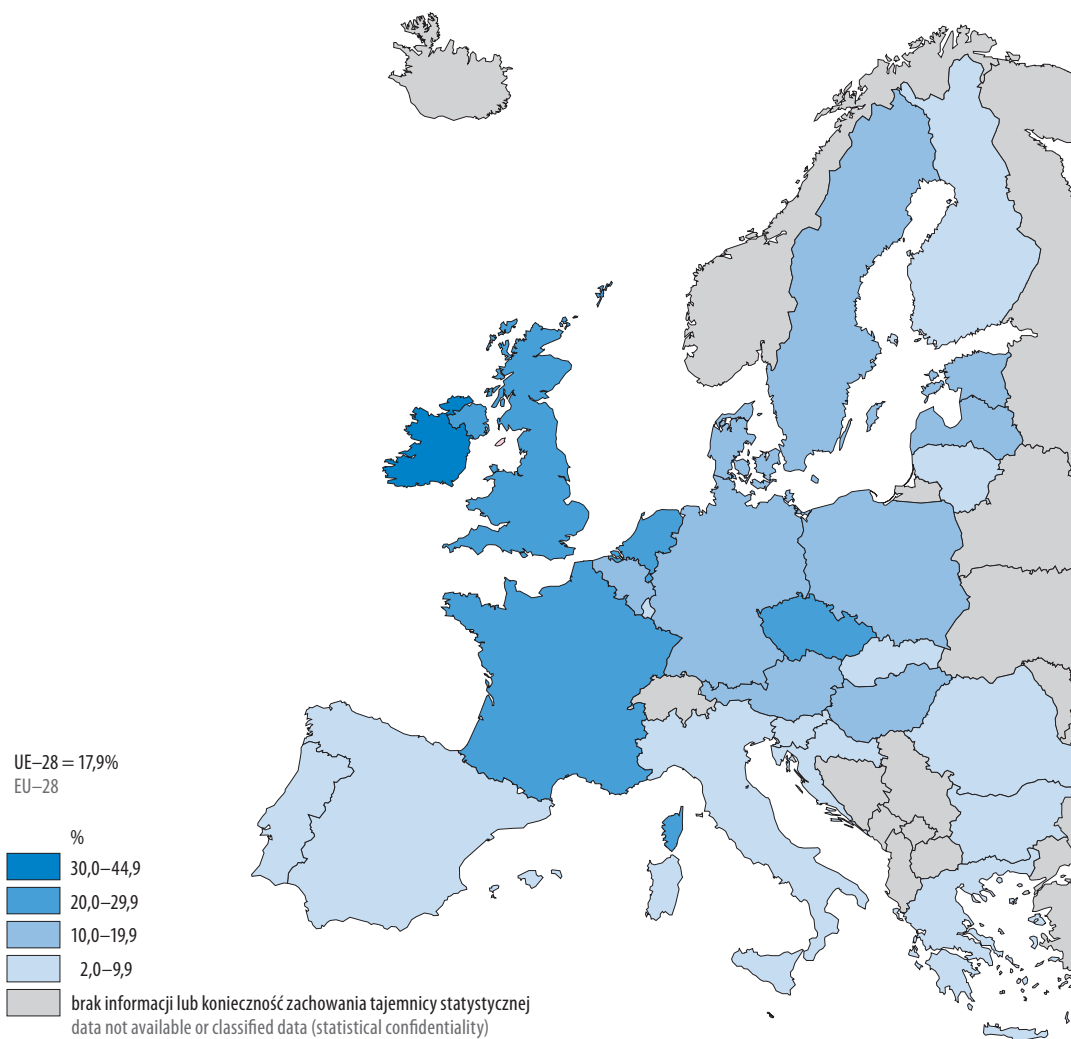 UE–28 = 17,9%
EU–28
%
30,0–44,9
20,0–29,9
10,0–19,9
2,0–9,9
brak informacji lub konieczność zachowania tajemnicy statystycznej
data not available or classified data (statistical confidentiality)